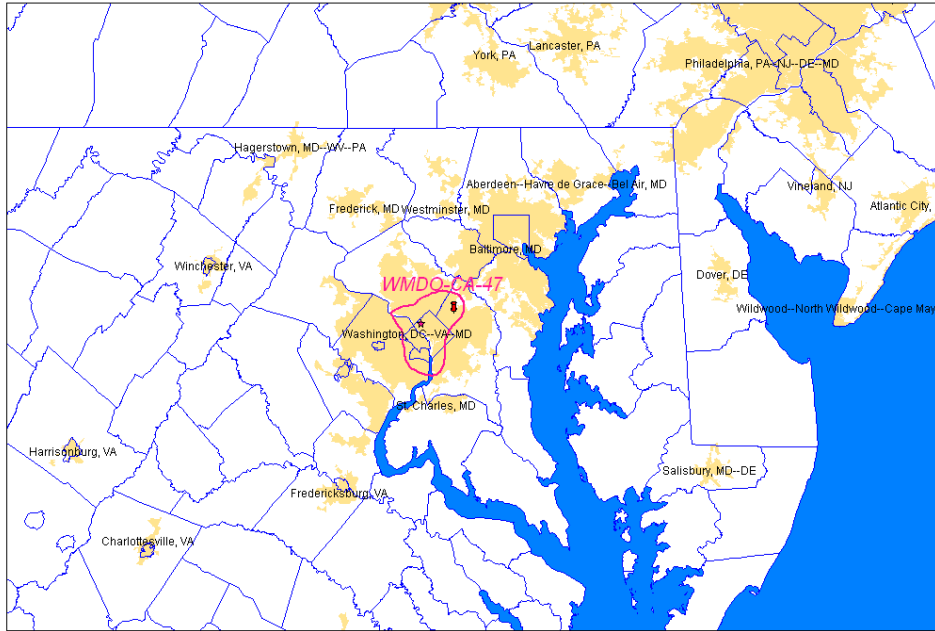 Lancaster, PA
York, PA
Philadelphia, PA--NJ--DE--MD
Hagerstown, MD--WV--PA
Aberdeen--Havre de Grace--Bel Air, MD
Vineland, NJ
Frederick, MD
Westminster, MD
Atlantic City,
Baltimore, MD
Winchester, VA
Dover, DE
WMDO-CA-47
Wildwood--North Wildwood--Cape May
Washington, DC--VA--MD
St. Charles, MD
Harrisonburg, VA
Salisbury, MD--DE
Fredericksburg, VA
Charlottesville, VA